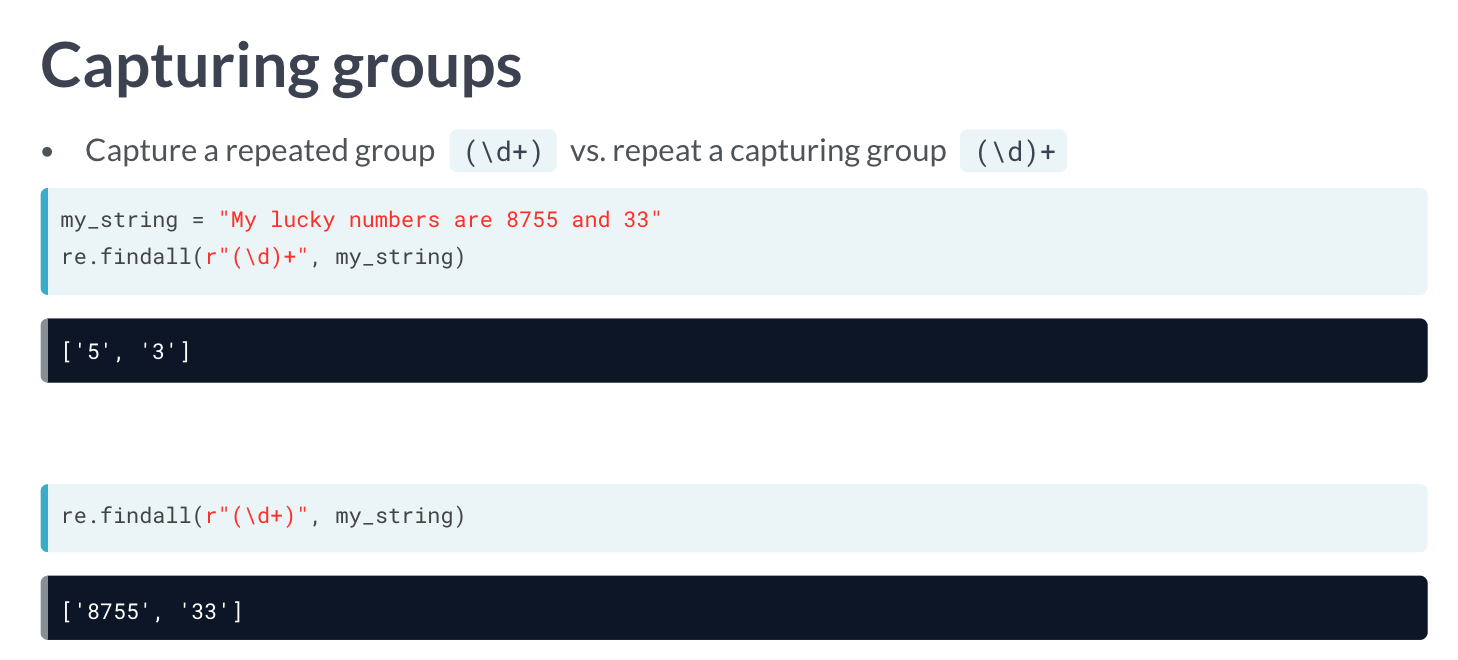 Capturing groups
• Capture a repeated group (\d+) vs. repeat a capturing group (\d)+
my_string = "My lucky numbers are 8755 and 33"
re.findall(r"(\d)+", my_string)
['5', '3']
re.findall(r"(\d+)", my_string)
['8755', '33']